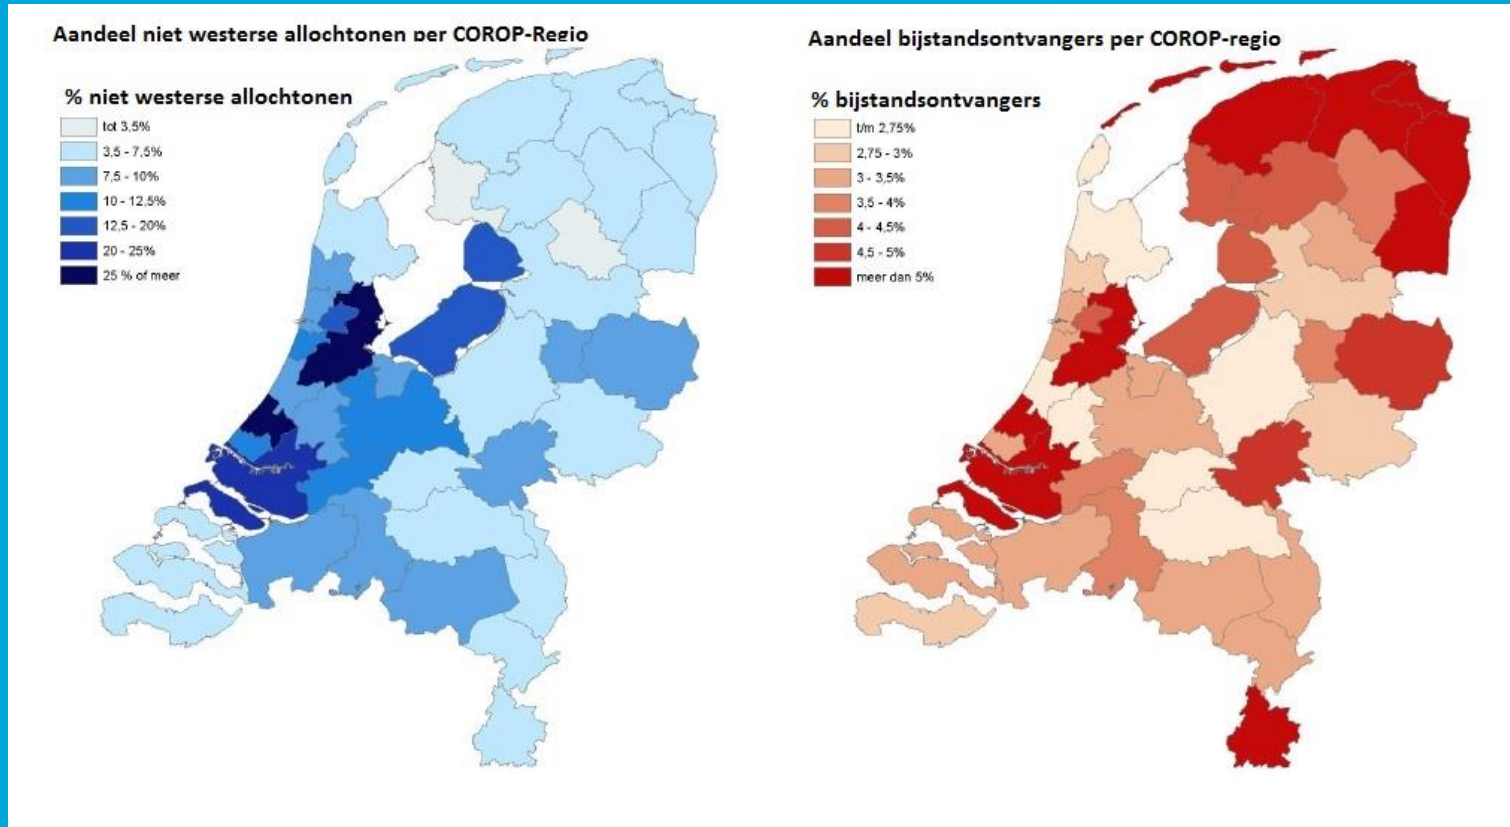 Aandeel niet westerse allochtonen per COROP-Regio
% niet westerse allochtonen
tot 3,5%
3,5 - 7,5%
7,5 - 10%
10 - 12,5%
12,5 - 20%
20 - 25%
25 % of meer
Aandeel bijstandsontvangers per COROP-regio
% bijstandsontvangers
t/m 2,75%
2,75 - 3%
3 - 3,5%
3,5 - 4%
4 - 4,5%
4,5 - 5%
meer dan 5%